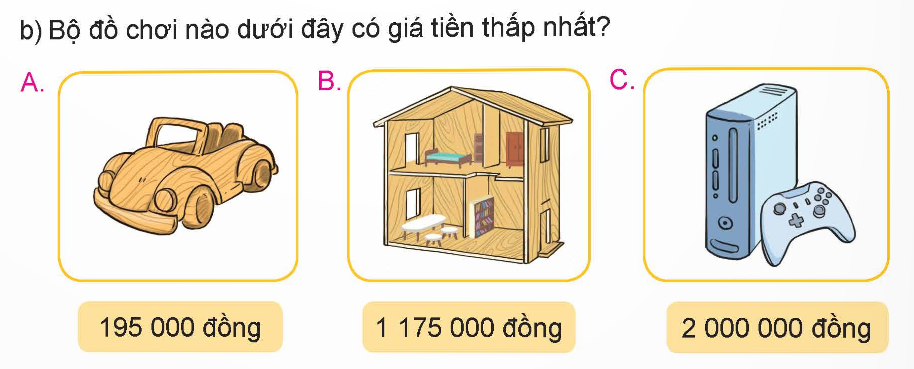 b) Bộ đồ chơi nào dưới đây có giá tiền thấp nhất?
A.
B.
C.
195 000 đồng
1 175 000 đồng
2 000 000 đồng